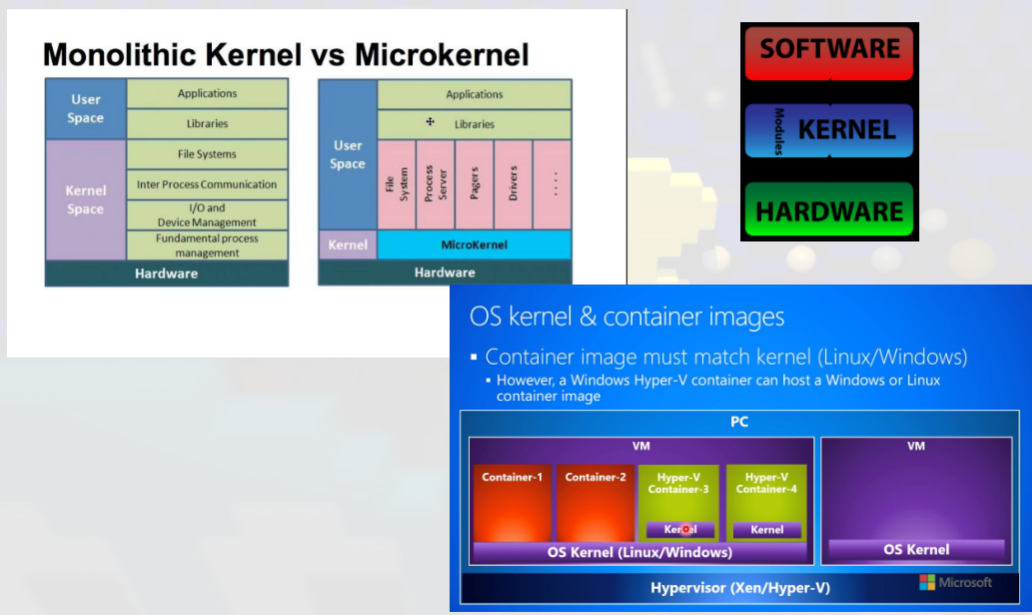 Monolithic Kernel vs Microkernel
User
Space
Applications
Libraries
Kernel
Space
File Systems
Inter Process Communication
I/O and
Device Management
Fundamental process
management
Hardware
User
Space
Applications
Libraries
File
System
Process
Server
Pagers
Drivers
. . . .
Kernel
MicroKernel
Hardware
SOFTWARE
Modules
KERNEL
HARDWARE
OS kernel & container images
▪ Container image must match kernel (Linux/Windows)
▪ However, a Windows Hyper-V container can host a Windows or Linux
container image
PC
VM
Container-1
Container-2
Hyper-V
Container-3
Kernel
Hyper-V
Container-4
Kernel
OS Kernel (Linux/Windows)
VM
OS Kernel
Hypervisor (Xen/Hyper-V)
Microsoft